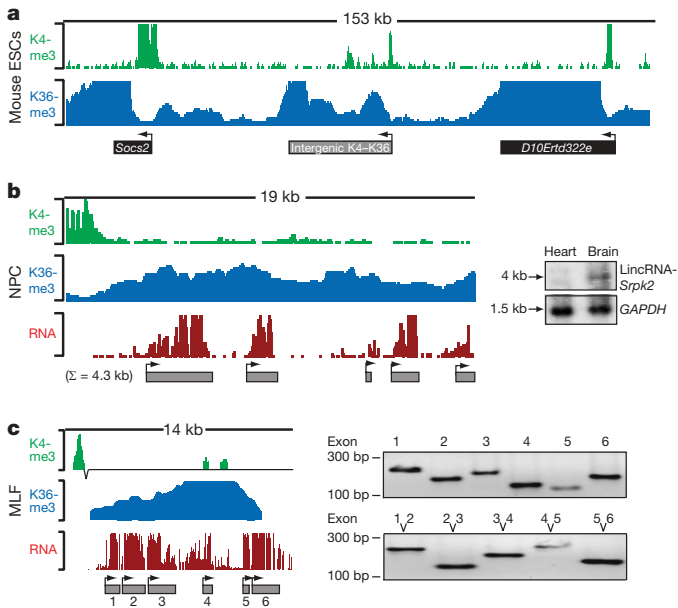 a
153 kb
Mouse ESCs
K4-
me3
K36-
me3
Socs2
Intergenic K4–K36
D10Ertd322e
b
19 kb
NPC
K4-
me3
K36-
me3
RNA
(Σ = 4.3 kb)
Heart Brain
4 kb
LincRNA-
Srpk2
1.5 kb
GAPDH
c
14 kb
MLF
K4-
me3
K36-
me3
RNA
1 2 3 4 5 6
Exon 1 2 3 4 5 6
300 bp
100 bp
Exon 1 2 2 3 3 4 4 5 5 6
300 bp
100 bp